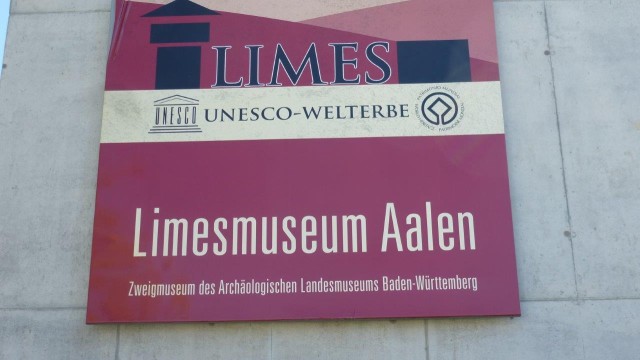 LIMES
UNESCO
UNESCO-WELTERBE
Limesmuseum Aalen
Zweigmuseum des Archäologischen Landesmuseums Baden-Württemberg